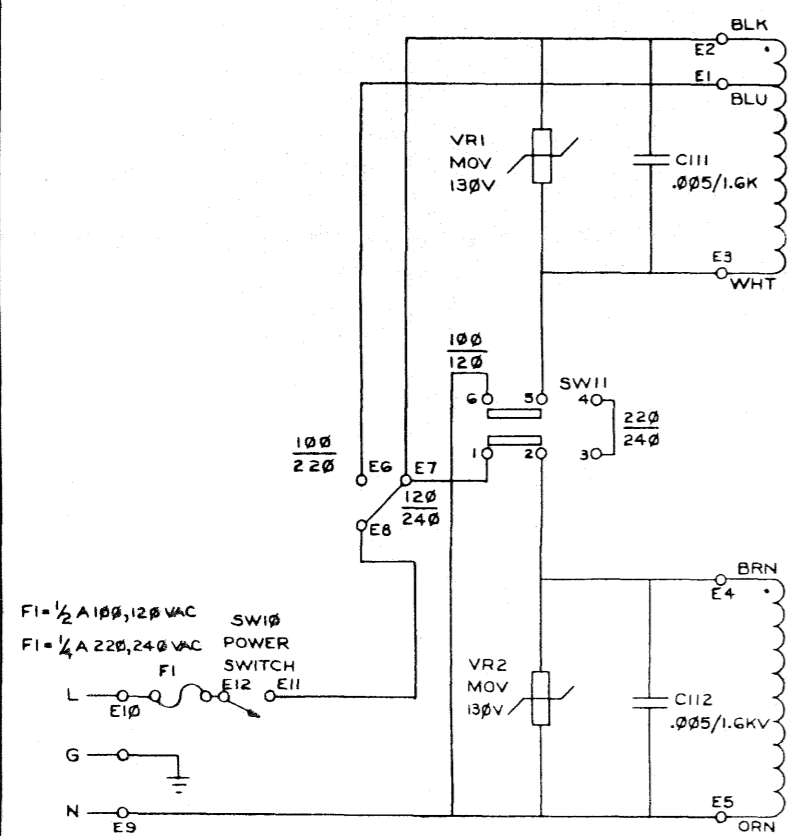 BLK
E2
E1
BLU
VR1
MOV
13ØV
C111
.ØØ5/1.6K
E3
WHT
1ØØ
12Ø
SW11
6
5
4
22Ø
24Ø
1
2
3
1ØØ
22Ø
E6
E7
12Ø
24Ø
E8
BRN
E4
F1=½ A 1ØØ,12Ø VAC
F1=¼ A 22Ø,24Ø VAC
SW1Ø
POWER
SWITCH
F1
L
E1Ø
E12
E11
VR2
MOV
13ØV
C112
.ØØ5/1.6KV
G
N
E9
E5
ORN